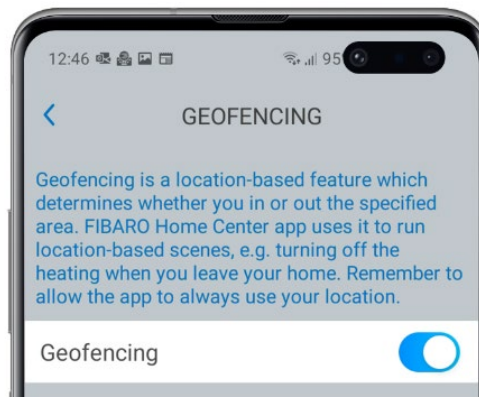 12:46 95
GEOFENCING
Geofencing is a location-based feature which
determines whether you in or out the specified
area. FIBARO Home Center app uses it to run
location-based scenes, e.g. turning off the
heating when you leave your home. Remember to
allow the app to always use your location.
Geofencing